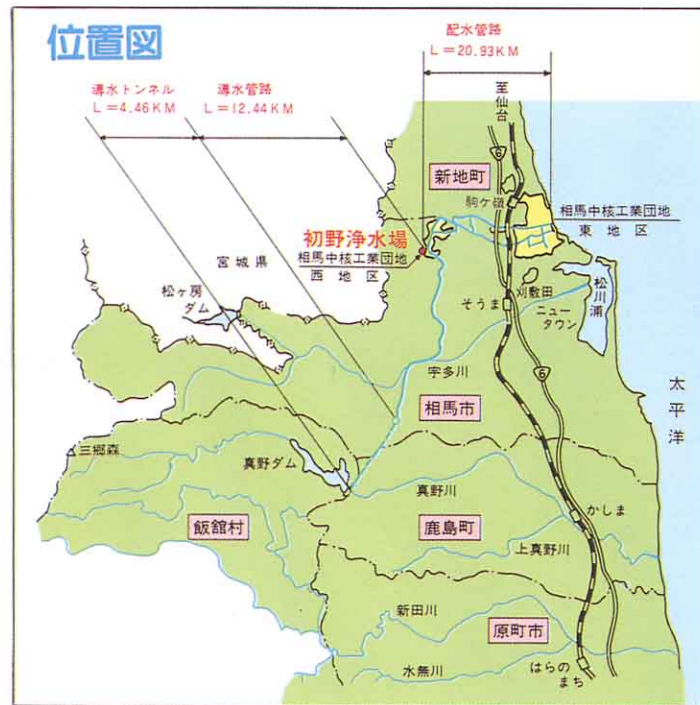 位置図
配水管路
L=20.93KM
導水トンネル
L=4.46KM
導水管路
L=12.44KM
至仙台
6
新地町
駒ケ嶺
相馬中核工業団地
東地区
初野浄水場
相馬中核工業団地
西地区
宮城県
松ヶ房
ダム
そうま
刈敷田
ニュー
タウン
松川浦
宇多川
6
相馬市
太平洋
三郷森
真野ダム
真野川
飯舘村
鹿島町
かしま
上真野川
新田川
原町市
水無川
はらの
まち